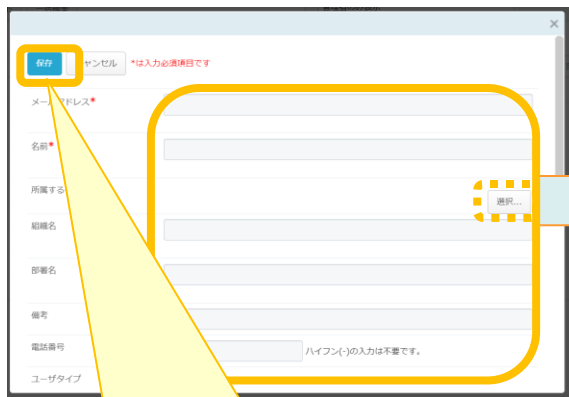 ×
保存 キャンセル *は入力必須項目です
メールアドレス*
名前*
所属する
選択...
組織名
部署名
備考
電話番号 ハイフン(-)の入力は不要です。
ユーザタイプ